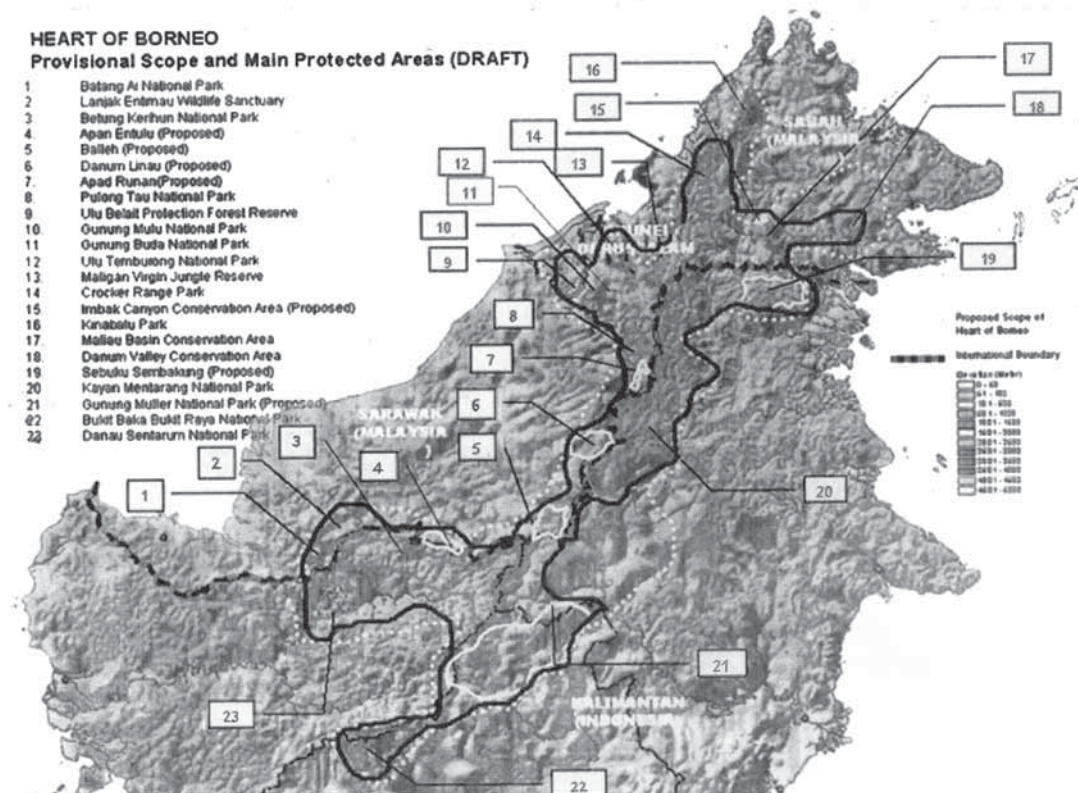 HEART OF BORNEO
Provisional Scope and Main Protected Areas (DRAFT)
1 Batang Ai National Park
2 Lanjak Entimau Wildlife Sanctuary
3 Betung Kerihun National Park
4. Apan Entulu (Proposed)
5 Balleh (Proposed)
6 Danum Linau (Proposed)
7. Apad Runan(Proposed)
8 Pulong Tau National Park
9 Ulu Belait Protection Forest Reserve
10. Gunung Mulu National Park
11 Gunung Buda National Park
12 Ulu Temburong National Park
13. Maligan Virgin Jungle Reserve
14 Crocker Range Park
15 Imbak Canyon Conservation Area (Proposed)
16 Kinabalu Park
17. Maliau Basin Conservation Area
18. Danum Valley Conservation Area
19 Sebuku Sembakung (Proposed)
20 Kayan Mentarang National Park
21 Gunung Muller National Park (Proposed)
22 Bukit Baka Bukit Raya National Park
23 Danau Sentarum National Park
16
17
15
18
14
SABAH
(MALAYSIA
12
13
11
10
UNEI
DARUSSALAM
9
19
8
Proposed Scope of
Heart of Borneo
7
International Boundary
Elevation (Meter)
6
SARAWAK
(MALAYSIA
)
3
5
2
4
1
20
21
KALIMANTAN
(INDONESIA
23
22